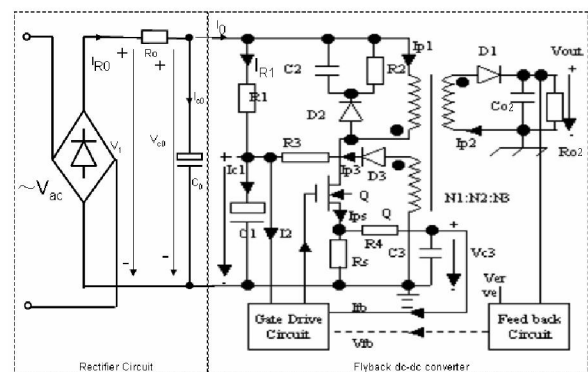 I0
D1
Vout
IR0
R0
Ip1
IR1
C2
R2
R1
Ic0
D2
Co2
Vc0
V1
Ip2
Ro2
R3
Ip3
D3
Ic1
~Vac
C0
Q
N1:N2:N3
C1
I2
Ips
R4
Rs
C3
Vc3
Ver
ve
Ifb
Gate Drive
Circuit
Vfb
Feed back
Circuit
Rectifier Circuit
Flyback dc-dc converter